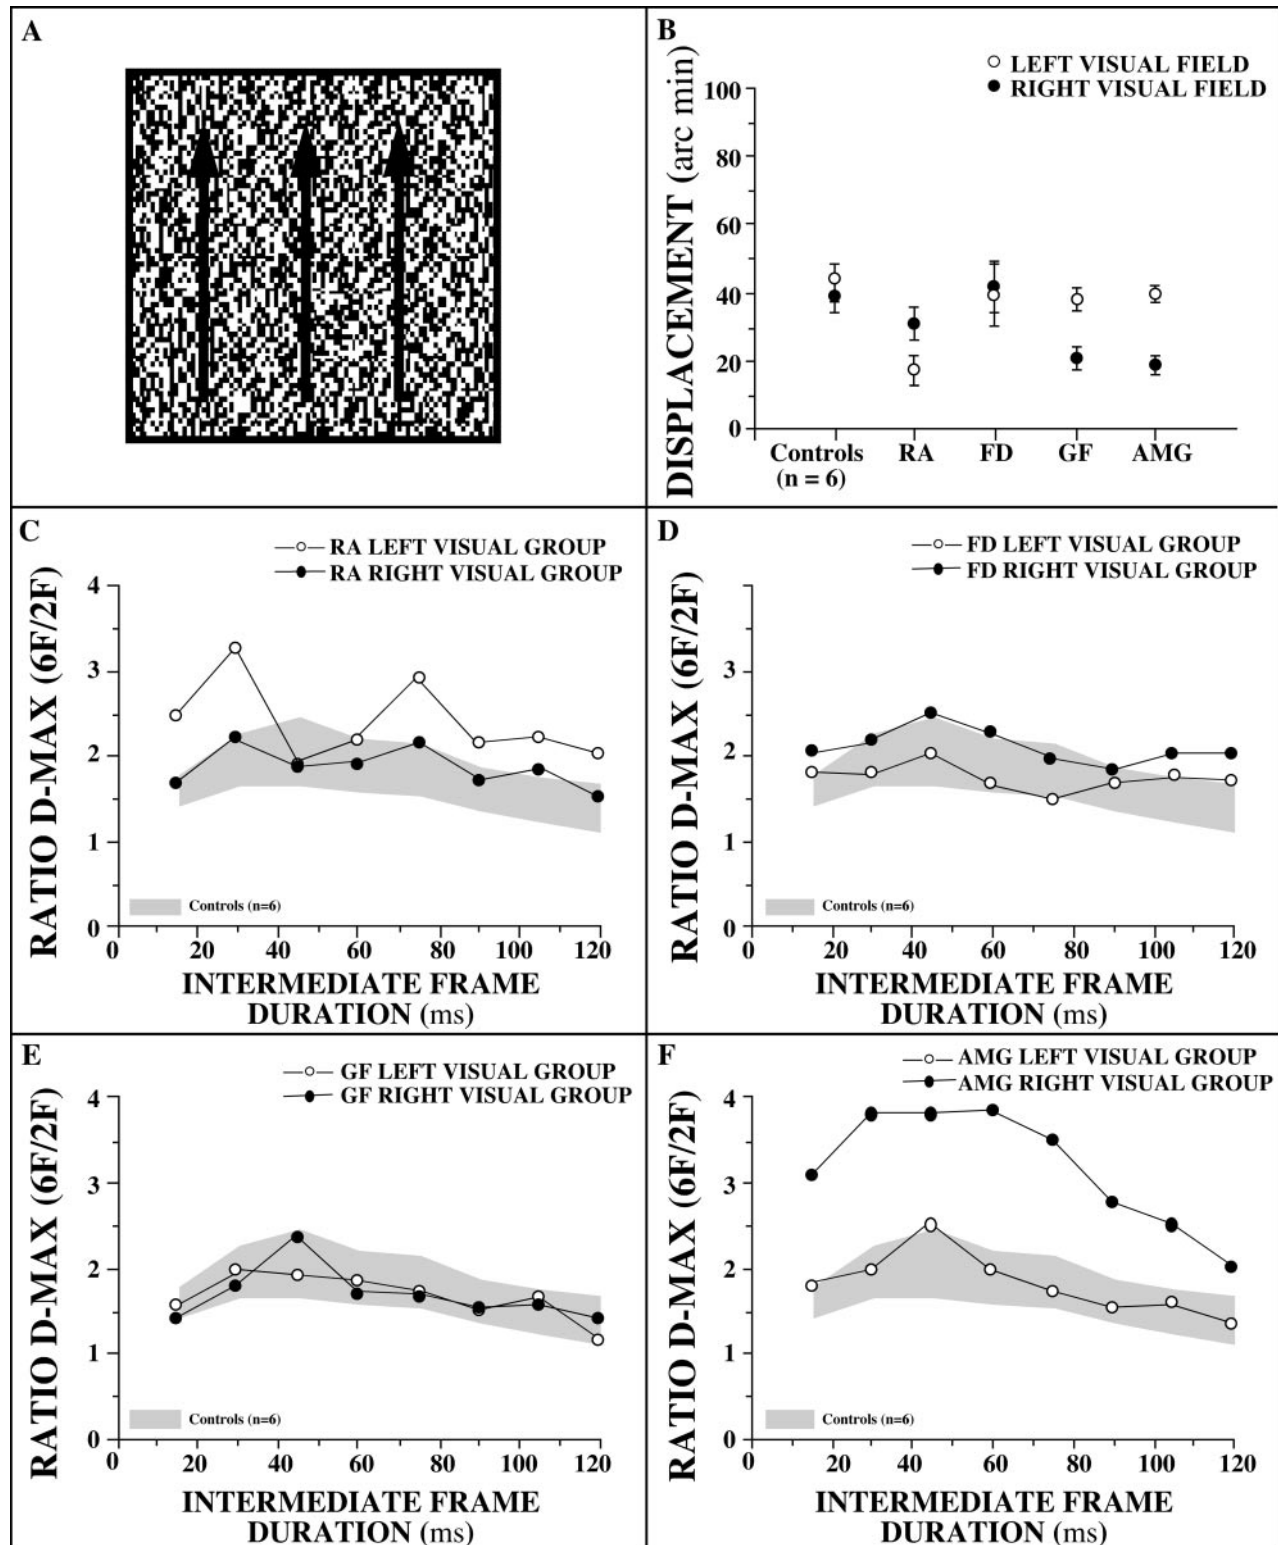 A
B
LEFT VISUAL FIELD
RIGHT VISUAL FIELD
DISPLACEMENT (arc min)
100
80
60
40
20
0
Controls
(n = 6)
RA
FD
GF
AMG
C
RA LEFT VISUAL GROUP
RA RIGHT VISUAL GROUP
RATIO D-MAX (6F/2F)
4
3
2
1
0
Controls (n=6)
0 20 40 60 80 100 120
INTERMEDIATE FRAME
DURATION (ms)
D
FD LEFT VISUAL GROUP
FD RIGHT VISUAL GROUP
RATIO D-MAX (6F/2F)
4
3
2
1
0
Controls (n=6)
0 20 40 60 80 100 120
INTERMEDIATE FRAME
DURATION (ms)
E
GF LEFT VISUAL GROUP
GF RIGHT VISUAL GROUP
RATIO D-MAX (6F/2F)
4
3
2
1
0
Controls (n=6)
0 20 40 60 80 100 120
INTERMEDIATE FRAME
DURATION (ms)
F
AMG LEFT VISUAL GROUP
AMG RIGHT VISUAL GROUP
RATIO D-MAX (6F/2F)
4
3
2
1
0
Controls (n=6)
0 20 40 60 80 100 120
INTERMEDIATE FRAME
DURATION (ms)